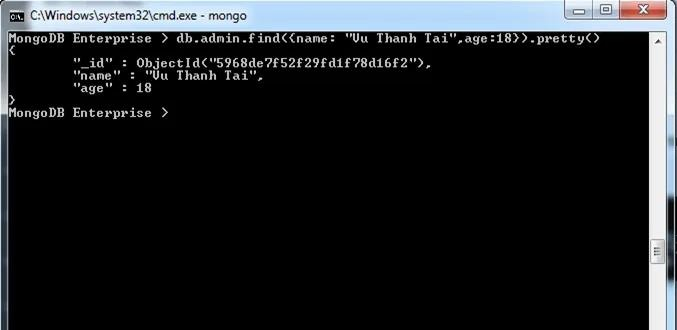 C:\Windows\system32\cmd.exe - mongo
MongoDB Enterprise > db.admin.find({name: "Vu Thanh Tai",age:18}).pretty()
{
"_id" : ObjectId("5968de7f52f29fd1f78d16f2"),
"name" : "Vu Thanh Tai",
"age" : 18
}
MongoDB Enterprise >